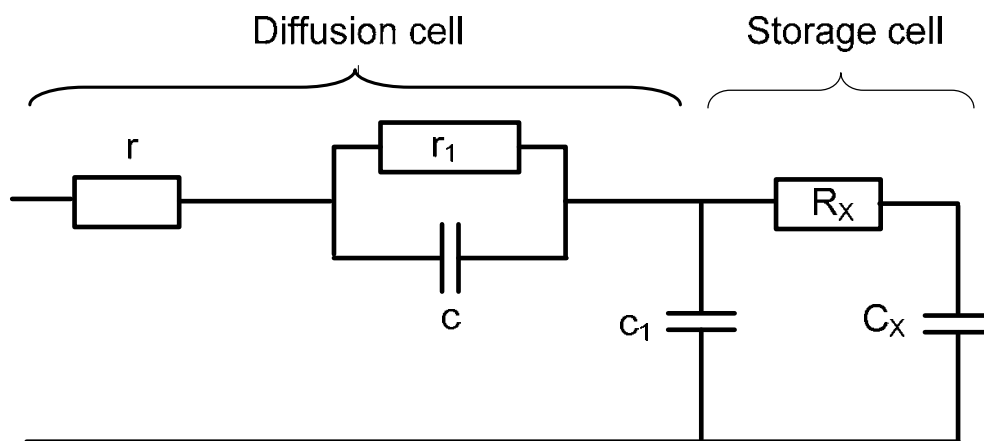 Diffusion cell
Storage cell
r
r₁
c
c₁
Rₓ
Cₓ